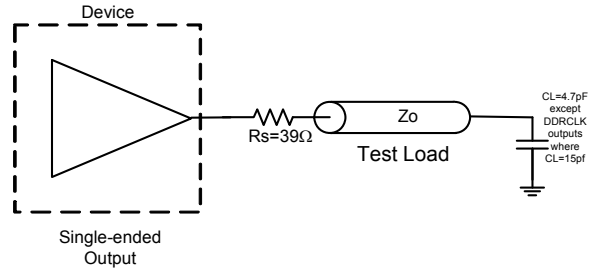 Device
Rs=39Ω
Zo
Test Load
CL=4.7pF
except
DDRCLK
outputs
where
CL=15pf
Single-ended
Output